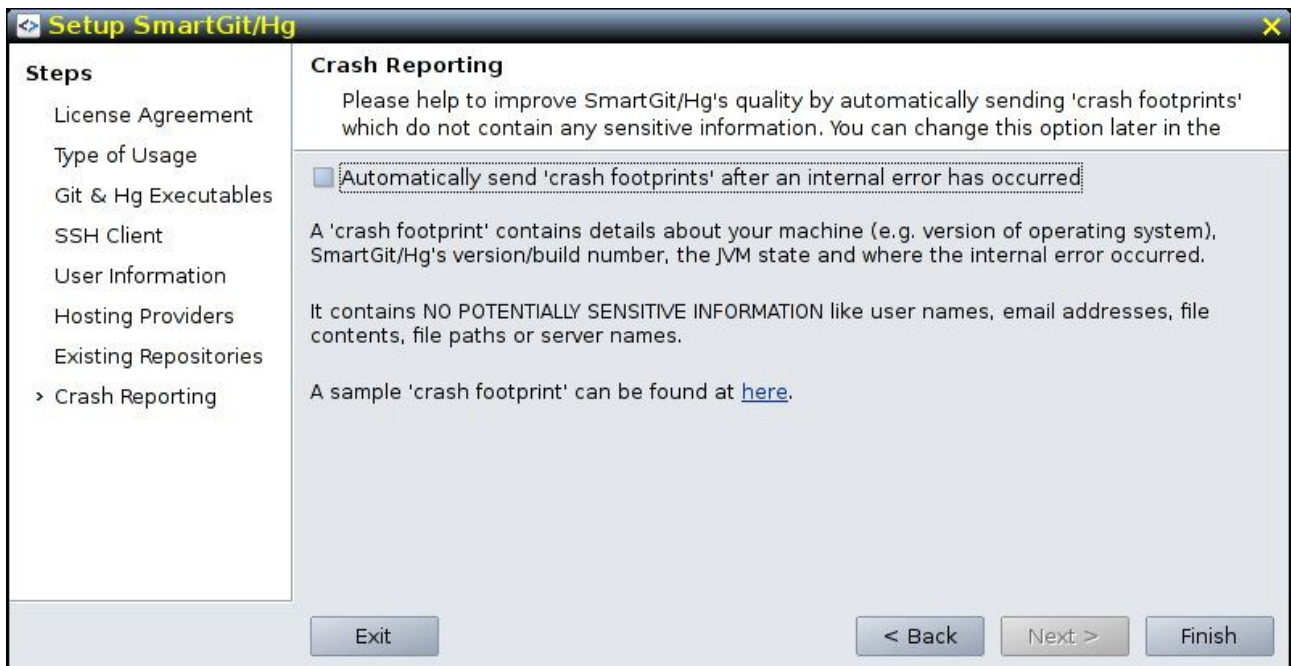 Setup SmartGit/Hg
Steps
License Agreement
Type of Usage
Git & Hg Executables
SSH Client
User Information
Hosting Providers
Existing Repositories
› Crash Reporting
Crash Reporting
Please help to improve SmartGit/Hg's quality by automatically sending 'crash footprints'
which do not contain any sensitive information. You can change this option later in the
Automatically send 'crash footprints' after an internal error has occurred
A 'crash footprint' contains details about your machine (e.g. version of operating system),
SmartGit/Hg's version/build number, the JVM state and where the internal error occurred.
It contains NO POTENTIALLY SENSITIVE INFORMATION like user names, email addresses, file
contents, file paths or server names.
A sample 'crash footprint' can be found at here.
Exit
< Back
Next >
Finish